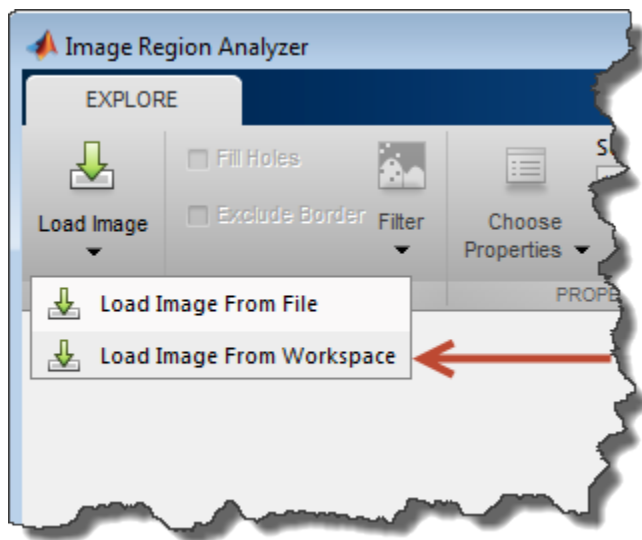 Image Region Analyzer
EXPLORE
Load Image
Fill Holes
Exclude Border
Filter
Choose
Properties
Load Image From File
Load Image From Workspace